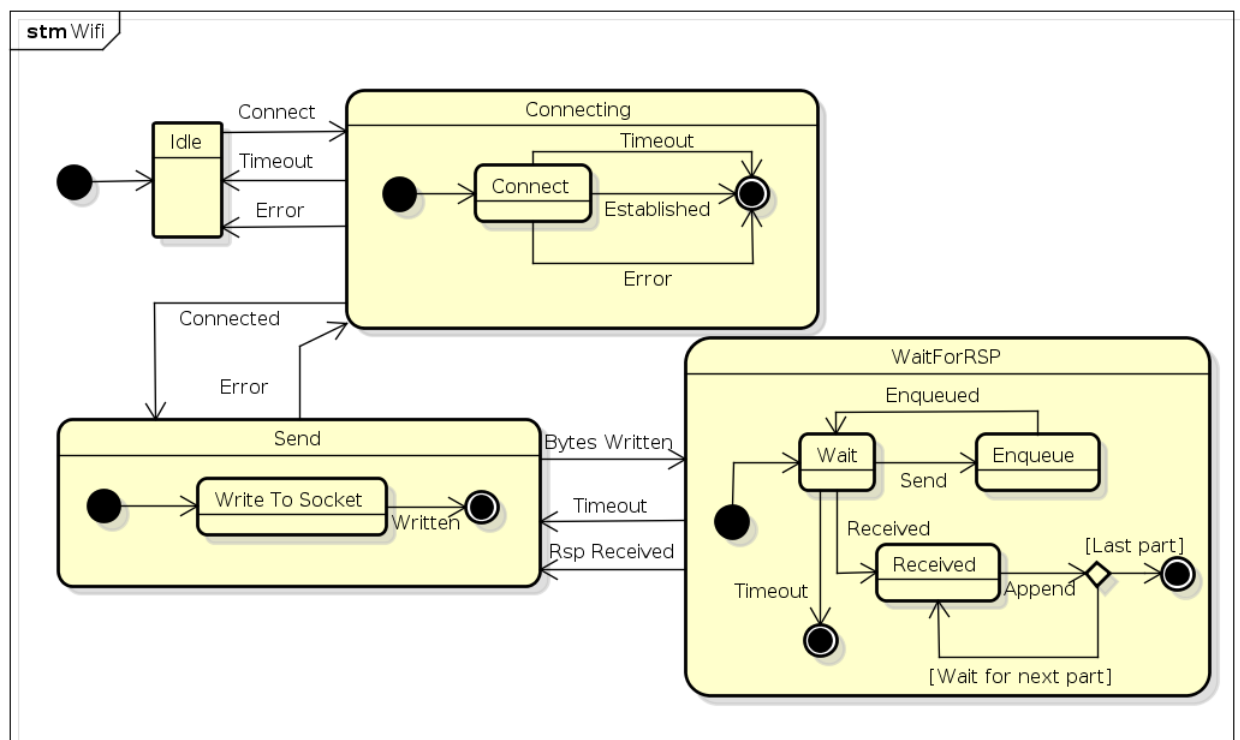 stm Wifi
Connecting
Connect
Idle
Timeout
Timeout
Connect
Established
Error
Error
Connected
Error
WaitForRSP
Enqueued
Send
Bytes Written
Wait
Enqueue
Send
Write To Socket
Written
Timeout
Received
Rsp Received
[Last part]
Received
Append
Timeout
[Wait for next part]